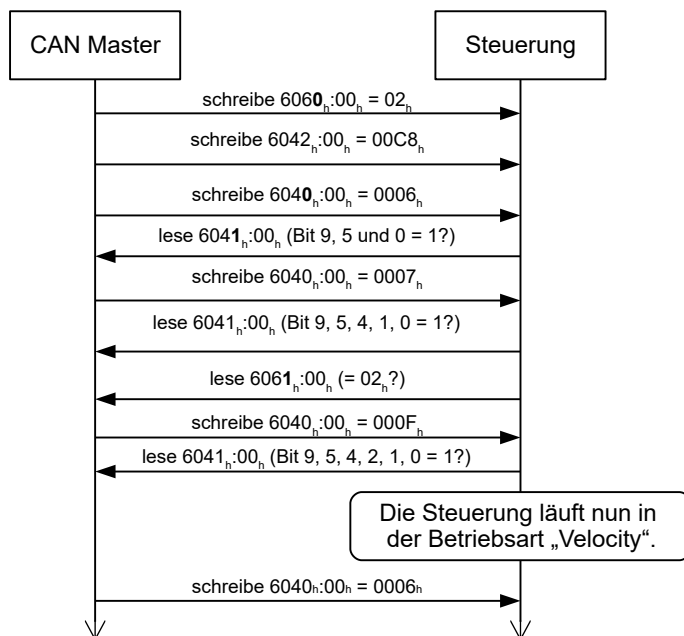 CAN Master
Steuerung
schreibe 6060h:00h = 02h
schreibe 6042h:00h = 00C8h
schreibe 6040h:00h = 0006h
lese 6041h:00h (Bit 9, 5 und 0 = 1?)
schreibe 6040h:00h = 0007h
lese 6041h:00h (Bit 9, 5, 4, 1, 0 = 1?)
lese 6061h:00h (= 02h?)
schreibe 6040h:00h = 000Fh
lese 6041h:00h (Bit 9, 5, 4, 2, 1, 0 = 1?)
Die Steuerung läuft nun in
der Betriebsart „Velocity“.
schreibe 6040h:00h = 0006h